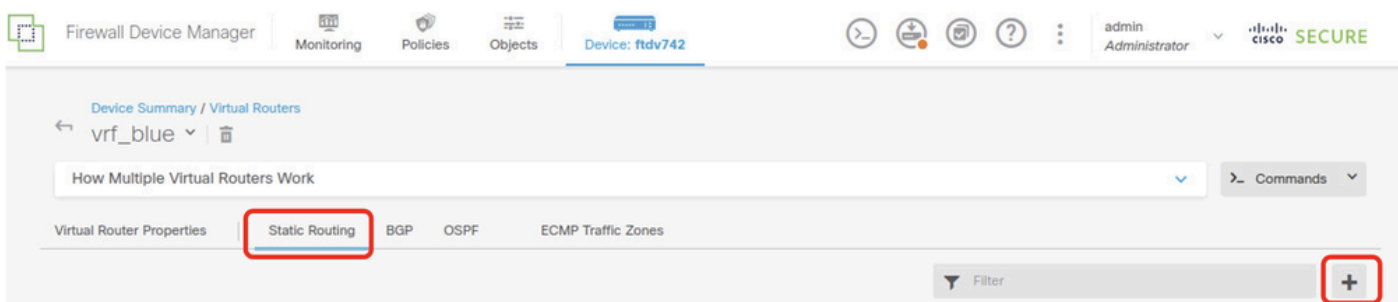 Firewall Device Manager
Monitoring
Policies
Objects
Device: ftdv742
admin
Administrator
cisco SECURE
Device Summary / Virtual Routers
vrf_blue
How Multiple Virtual Routers Work
>_ Commands
Virtual Router Properties
Static Routing
BGP
OSPF
ECMP Traffic Zones
Filter
+